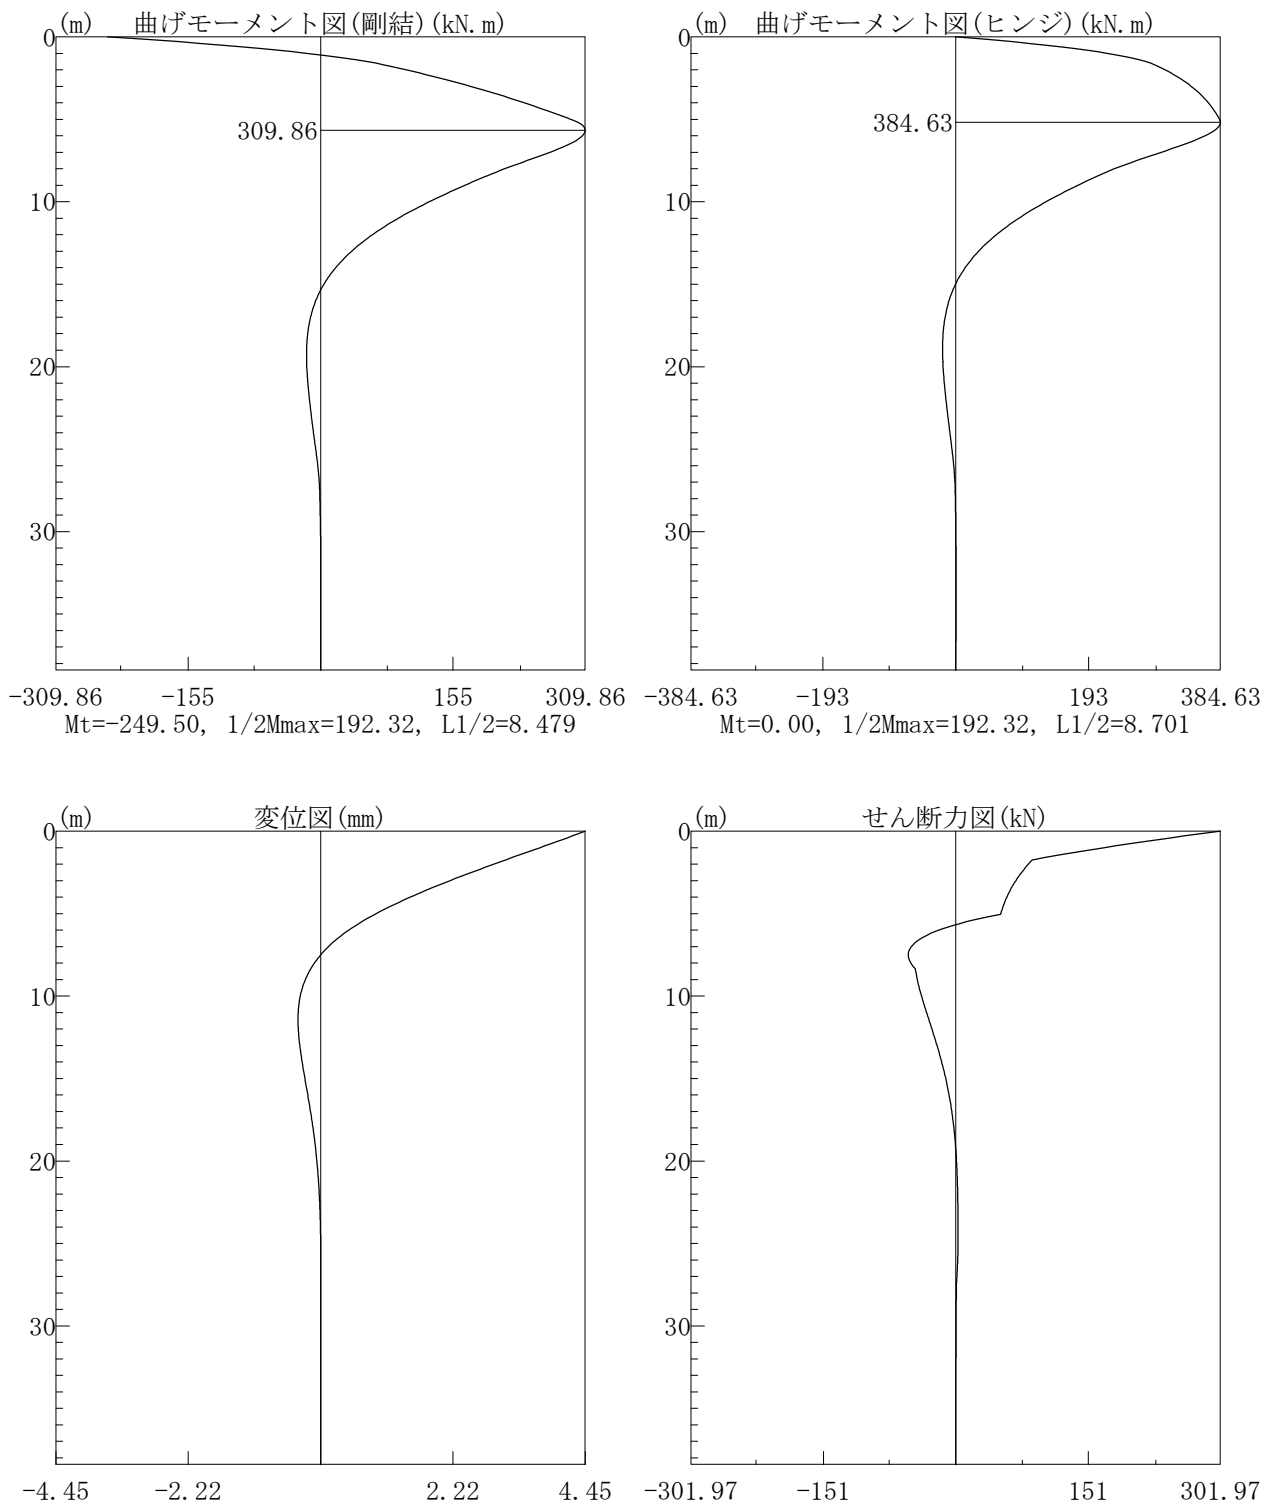 (m) 曲げモーメント図(剛結)(kN.m)
0
309.86
10
20
30
-309.86 -155 155 309.86
Mt=-249.50, 1/2Mmax=192.32, L1/2=8.479
(m) 曲げモーメント図(ヒンジ)(kN.m)
0
384.63
10
20
30
-384.63 -193 193 384.63
Mt=0.00, 1/2Mmax=192.32, L1/2=8.701
(m) 変位図(mm)
0
10
20
30
-4.45 -2.22 2.22 4.45
(m) せん断力図(kN)
0
10
20
30
-301.97 -151 151 301.97